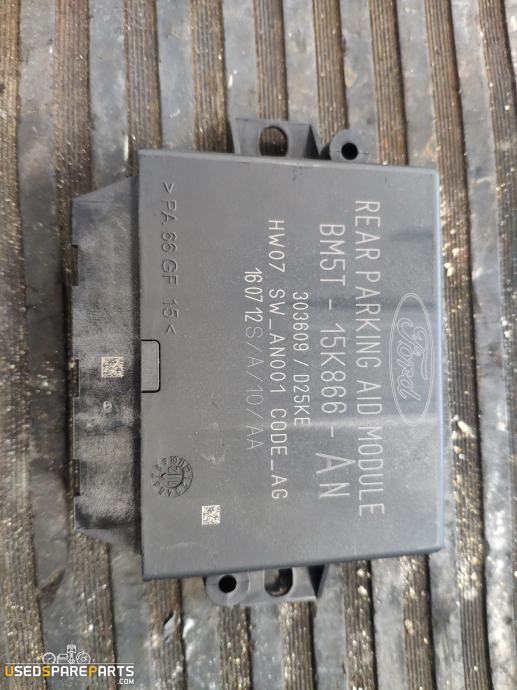 Ford
REAR PARKING AID MODULE
BM5T - 15K866 - AN
303609 / D25KE
HW07 SW_AN001 CODE_AG
160712S/A/10/AA
>PA 66 GF 15<
USEDSPAREPARTS
.COM